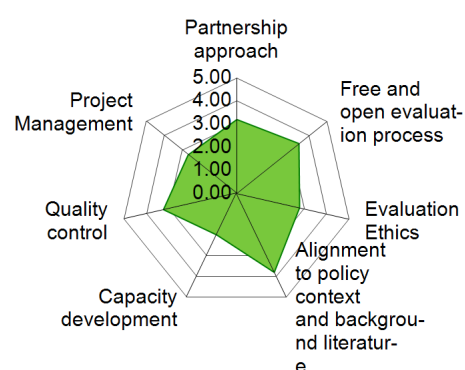 Partnership
approach
5.00
4.00
3.00
2.00
1.00
0.00
Free and
open evaluat-
ion process
Evaluation
Ethics
Alignment
to policy
context
and backgrou-
nd literatur-
e
Capacity
development
Quality
control
Project
Management